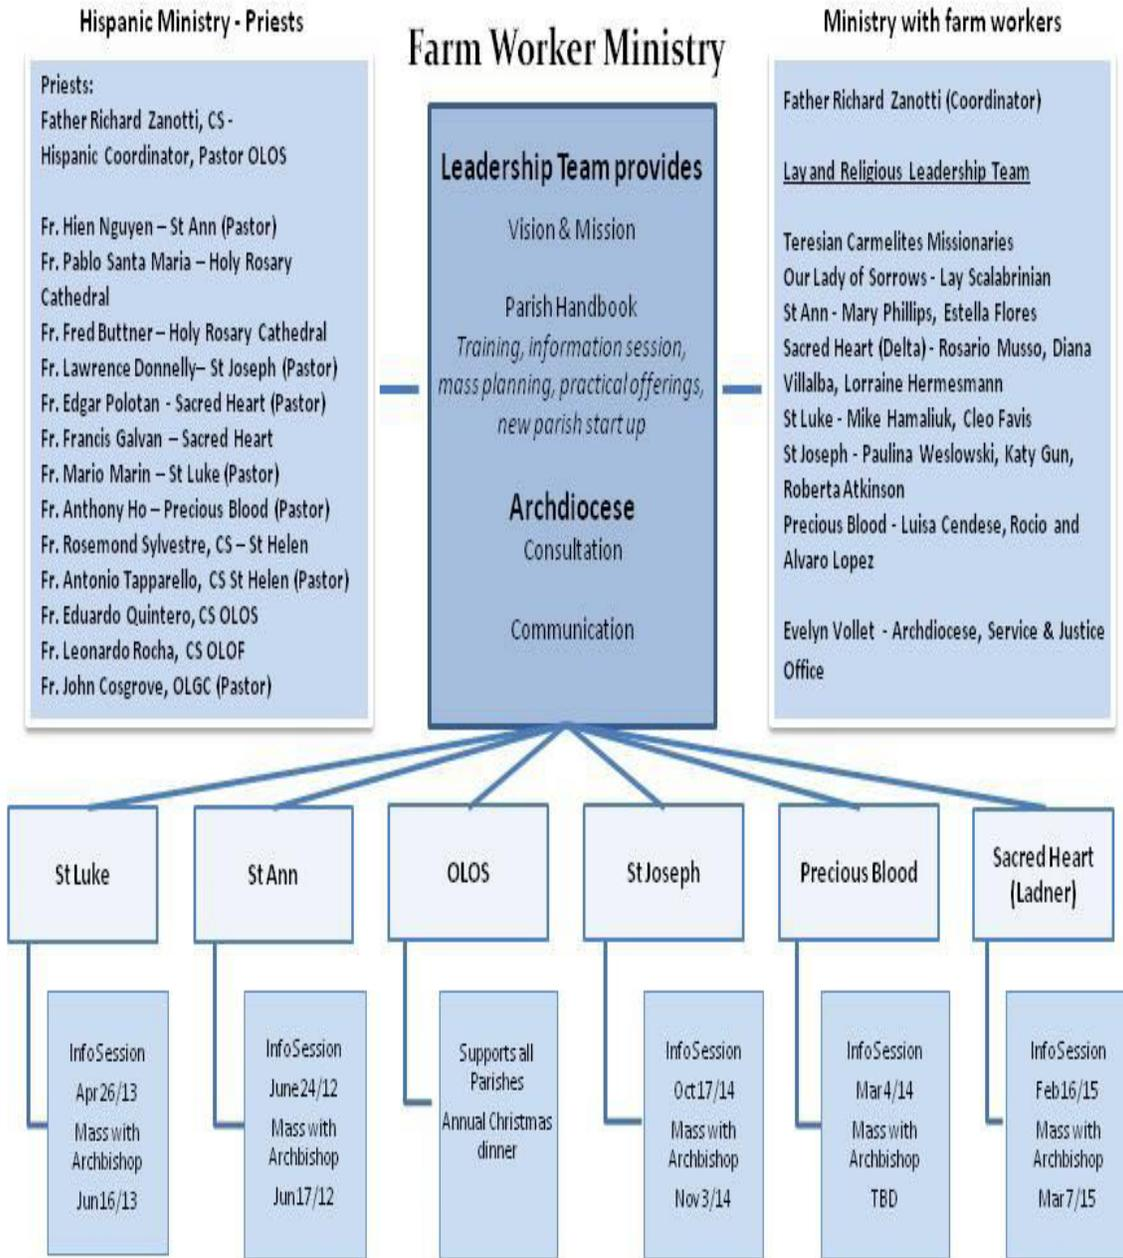 Hispanic Ministry - Priests
Priests:
Father Richard Zanotti, CS -
Hispanic Coordinator, Pastor OLOS
Fr. Hien Nguyen – St Ann (Pastor)
Fr. Pablo Santa Maria – Holy Rosary
Cathedral
Fr. Fred Buttner – Holy Rosary Cathedral
Fr. Lawrence Donnelly– St Joseph (Pastor)
Fr. Edgar Polotan - Sacred Heart (Pastor)
Fr. Francis Galvan – Sacred Heart
Fr. Mario Marin – St Luke (Pastor)
Fr. Anthony Ho – Precious Blood (Pastor)
Fr. Rosemond Sylvestre, CS – St Helen
Fr. Antonio Tapparello, CS St Helen (Pastor)
Fr. Eduardo Quintero, CS OLOS
Fr. Leonardo Rocha, CS OLOF
Fr. John Cosgrove, OLGC (Pastor)
Farm Worker Ministry
Leadership Team provides
Vision & Mission
Parish Handbook
Training, information session,
mass planning, practical offerings,
new parish start up
Archdiocese
Consultation
Communication
Ministry with farm workers
Father Richard Zanotti (Coordinator)
Lay and Religious Leadership Team
Teresian Carmelites Missionaries
Our Lady of Sorrows - Lay Scalabrinian
St Ann - Mary Phillips, Estella Flores
Sacred Heart (Delta) - Rosario Musso, Diana
Villalba, Lorraine Hermesmann
St Luke - Mike Hamaliuk, Cleo Favis
St Joseph - Paulina Weslowski, Katy Gun,
Roberta Atkinson
Precious Blood - Luisa Cendese, Rocio and
Alvaro Lopez
Evelyn Vollet - Archdiocese, Service & Justice
Office
St Luke
Info Session
Apr 26/13
Mass with
Archbishop
Jun 16/13
St Ann
Info Session
June 24/12
Mass with
Archbishop
Jun 17/12
OLOS
Supports all
Parishes
Annual Christmas
dinner
St Joseph
Info Session
Oct 17/14
Mass with
Archbishop
Nov 3/14
Precious Blood
Info Session
Mar 4/14
Mass with
Archbishop
TBD
Sacred Heart
(Ladner)
Info Session
Feb 16/15
Mass with
Archbishop
Mar 7/15